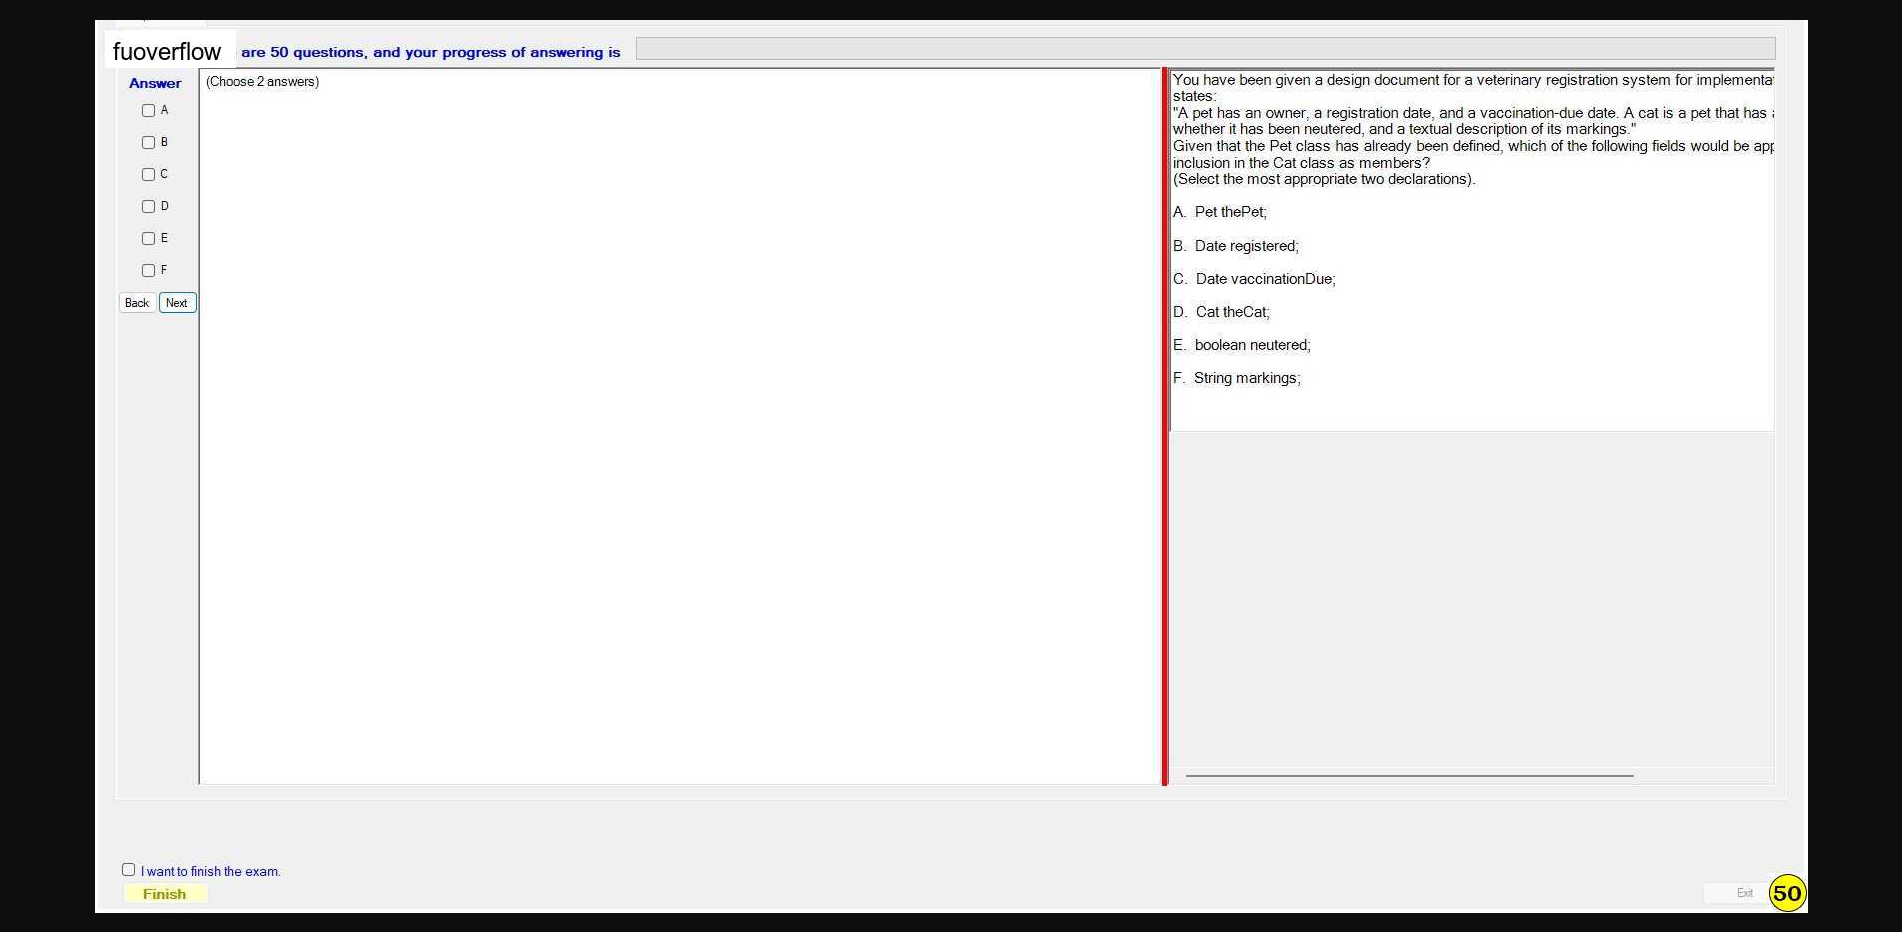 fuoverflow are 50 questions, and your progress of answering is
Answer
(Choose 2 answers)
A
B
C
D
E
F
Back Next
You have been given a design document for a veterinary registration system for
states:
"A pet has an owner, a registration date, and a vaccination-due date. A cat is a pet that has
whether it has been neutered, and a textual description of its markings."
Given that the Pet class has already been defined, which of the following fields would be
inclusion in the Cat class as members?
(Select the most appropriate two declarations).
A. Pet thePet;
B. Date registered;
C. Date vaccinationDue;
D. Cat theCat;
E. boolean neutered;
F. String markings;
I want to finish the exam.
Finish
Exit
50